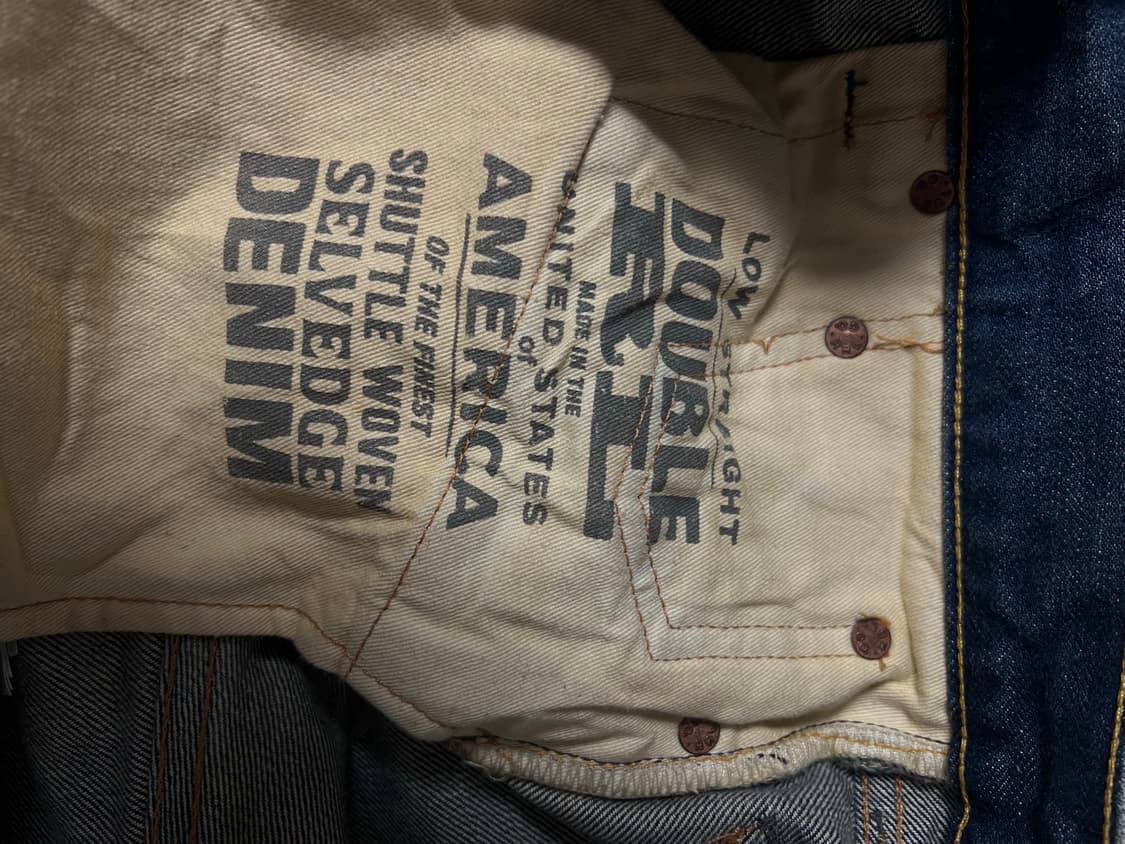 LOW STRAIGHT
DOUBLE
RL
MADE IN THE
UNITED of STATES
AMERICA
OF THE FINEST
SHUTTLE WOVEN
SELVEDGE
DENIM